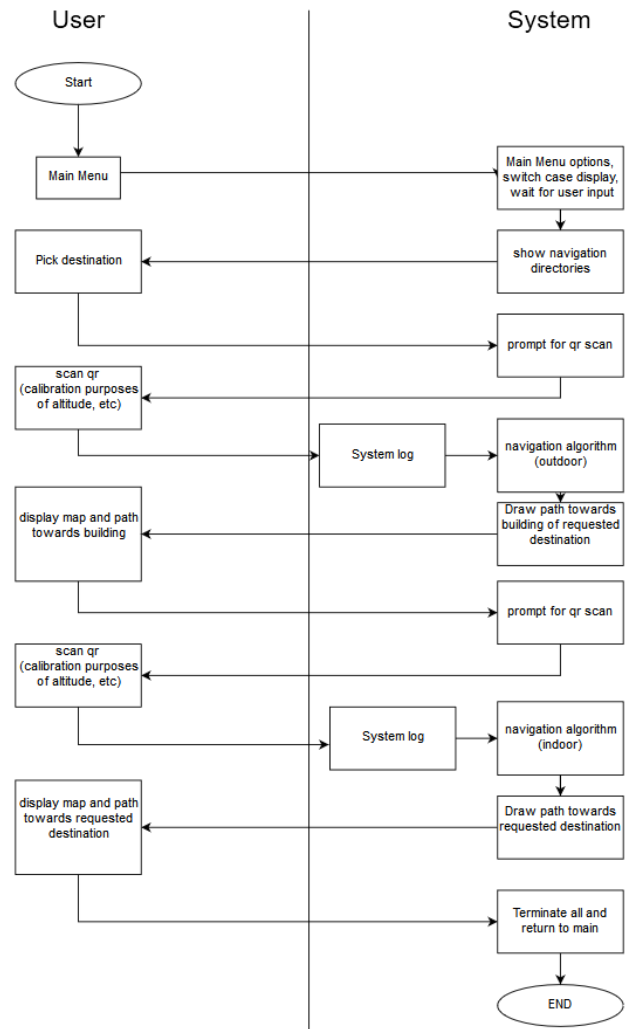 User
System
Start
Main Menu
Main Menu options,
switch case display,
wait for user input
Pick destination
show navigation
directories
prompt for qr scan
scan qr
(calibration purposes
of altitude, etc)
System log
navigation algorithm
(outdoor)
display map and path
towards building
Draw path towards
building of requested
destination
prompt for qr scan
scan qr
(calibration purposes
of altitude, etc)
System log
navigation algorithm
(indoor)
display map and path
towards requested
destination
Draw path towards
requested destination
Terminate all and
return to main
END